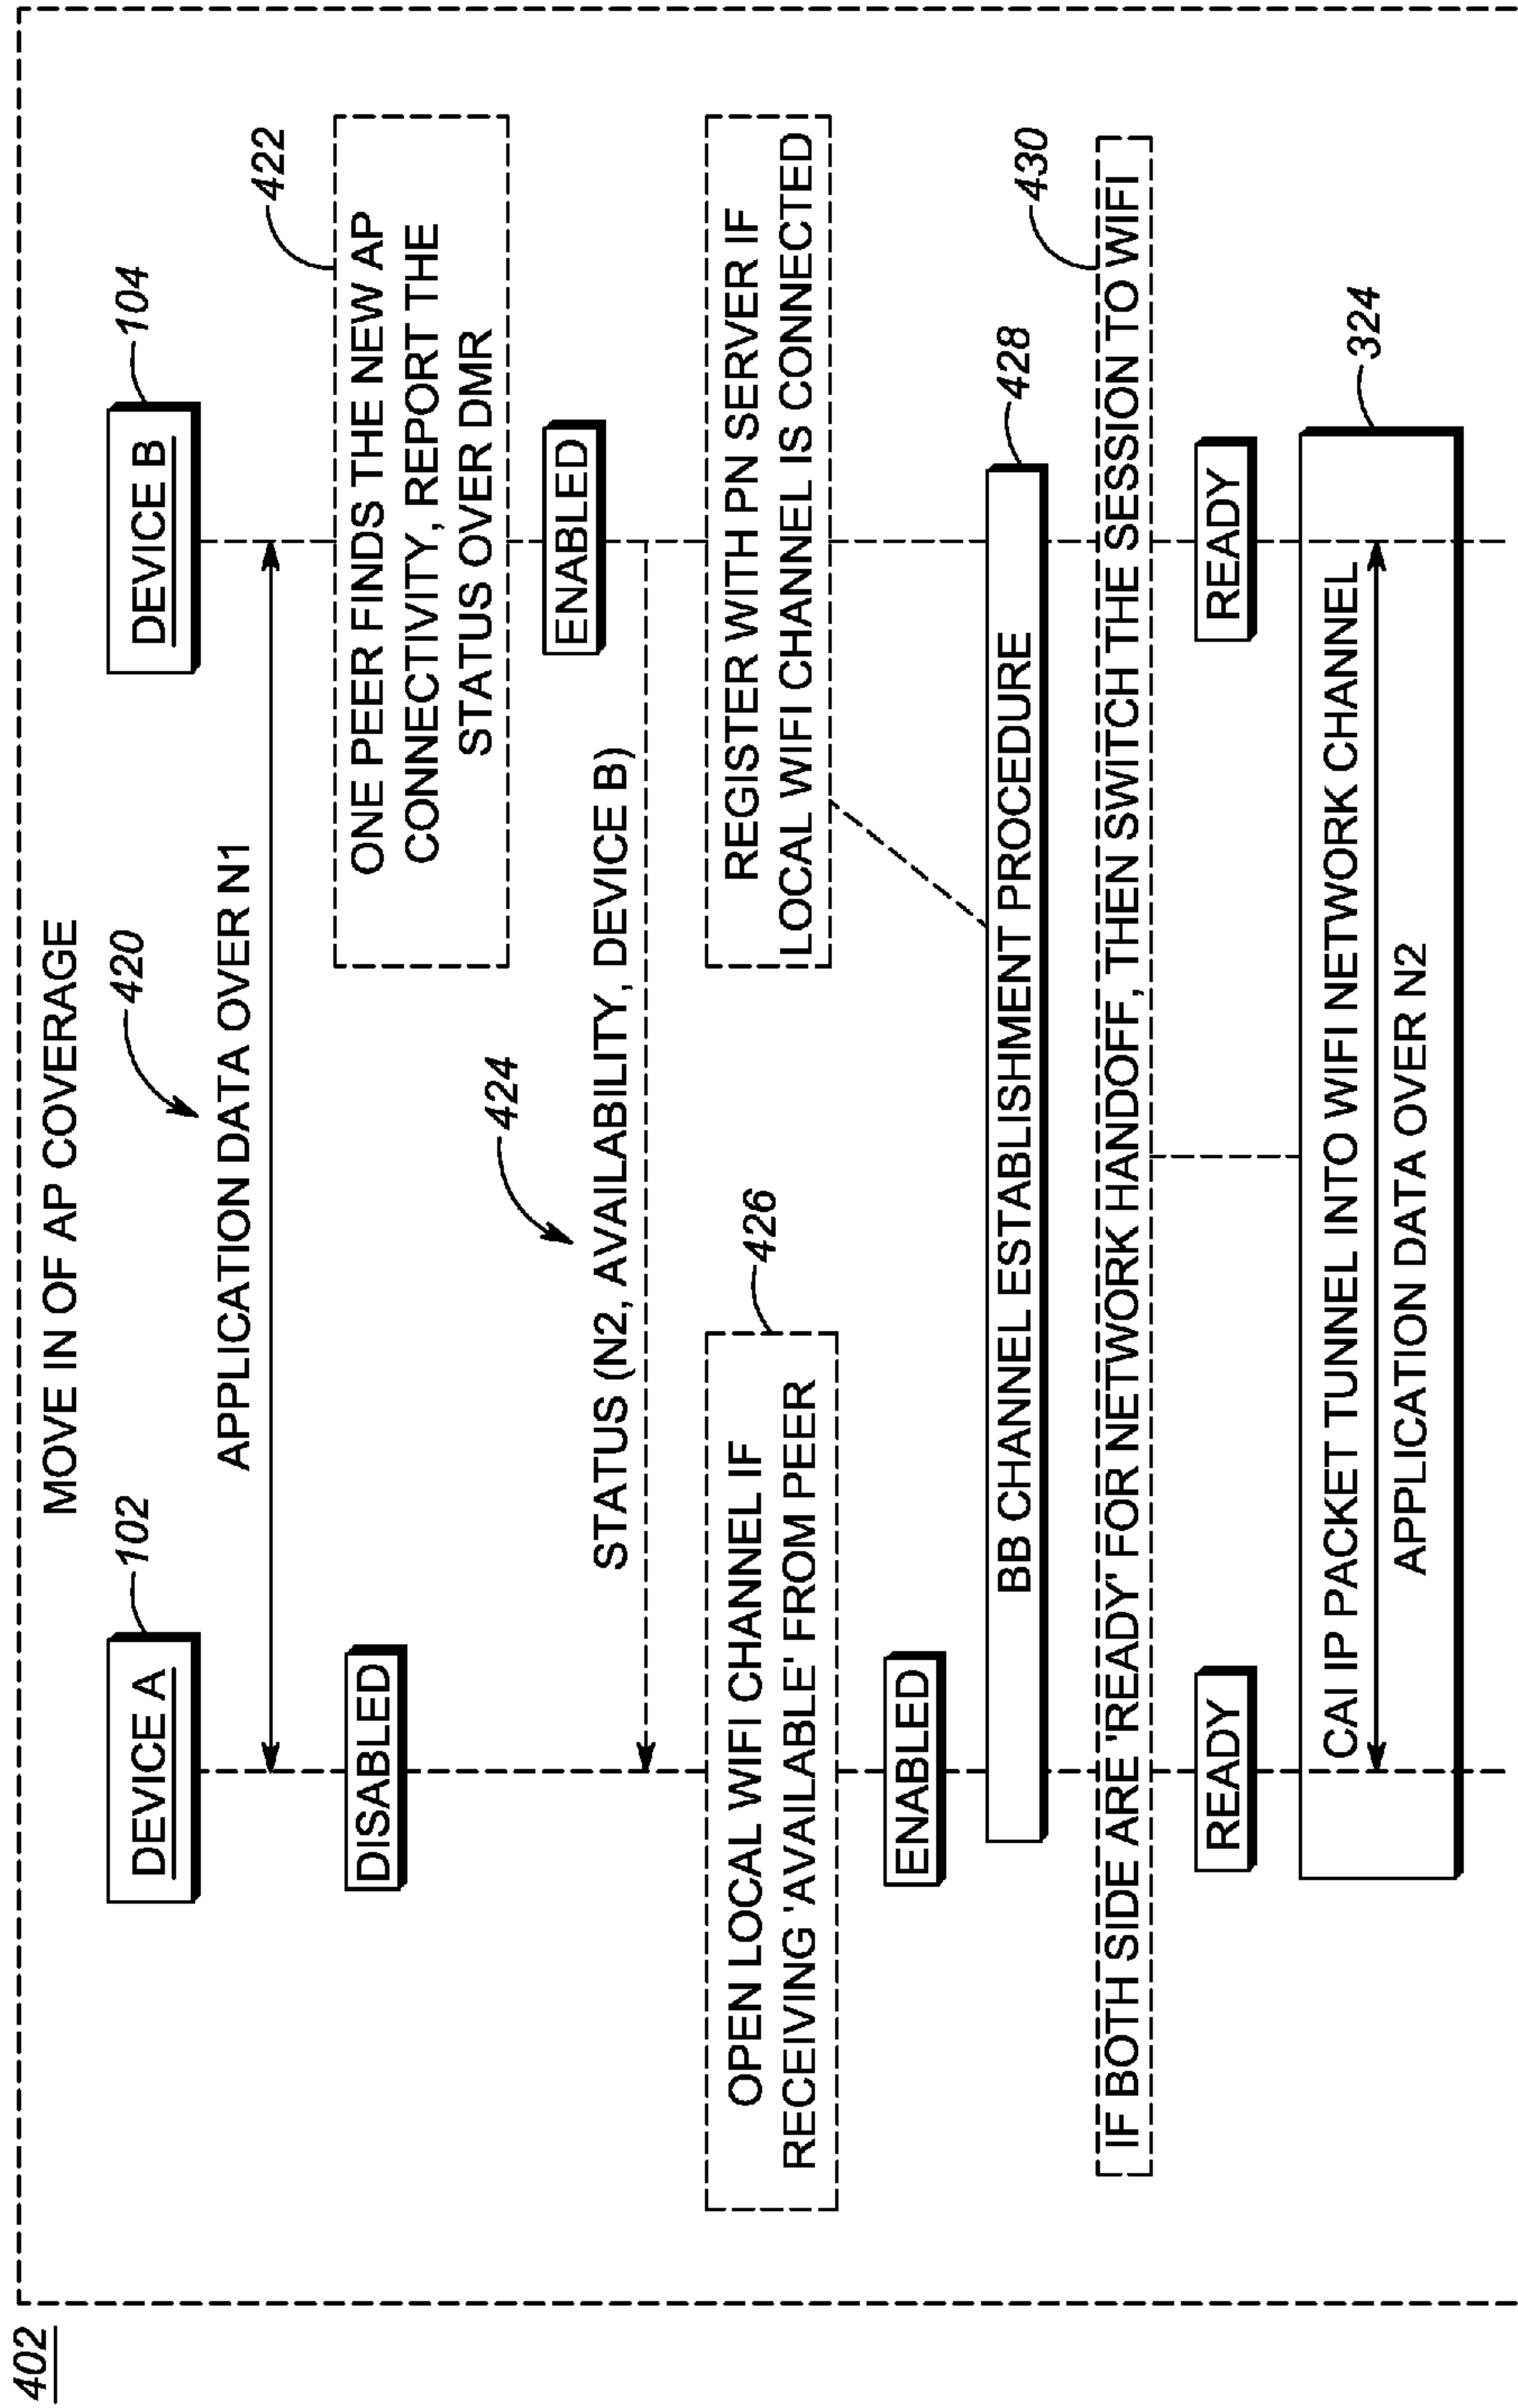 402
MOVE IN OF AP COVERAGE
DEVICE A
102
420
DEVICE B
104
APPLICATION DATA OVER N1
422
DISABLED
ONE PEER FINDS THE NEW AP
CONNECTIVITY, REPORT THE
STATUS OVER DMR
424
ENABLED
STATUS (N2, AVAILABILITY, DEVICE B)
426
OPEN LOCAL WIFI CHANNEL IF
RECEIVING 'AVAILABLE' FROM PEER
REGISTER WITH PN SERVER IF
LOCAL WIFI CHANNEL IS CONNECTED
ENABLED
428
BB CHANNEL ESTABLISHMENT PROCEDURE
430
IF BOTH SIDE ARE 'READY' FOR NETWORK HANDOFF, THEN SWITCH THE SESSION TO WIFI
READY
READY
324
CAI IP PACKET TUNNEL INTO WIFI NETWORK CHANNEL
APPLICATION DATA OVER N2